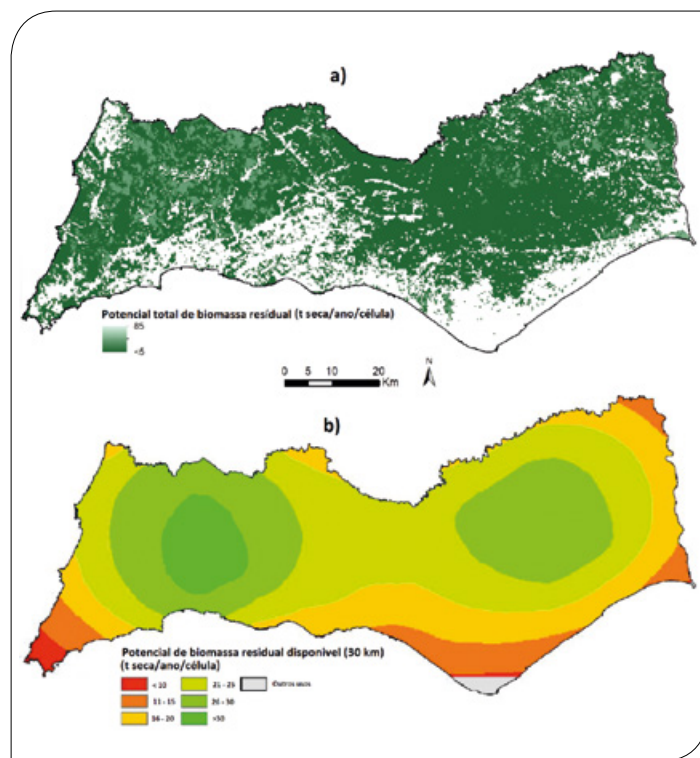 a)
Potencial total de biomassa residual (t seca/ano/célula)
85
<5
0 5 10 20
Km
N
b)
Potencial de biomassa residual disponível (30 km)
(t seca/ano/célula)
< 10 21 - 25 Outros usos
11 - 15 26 - 30
16 - 20 >30